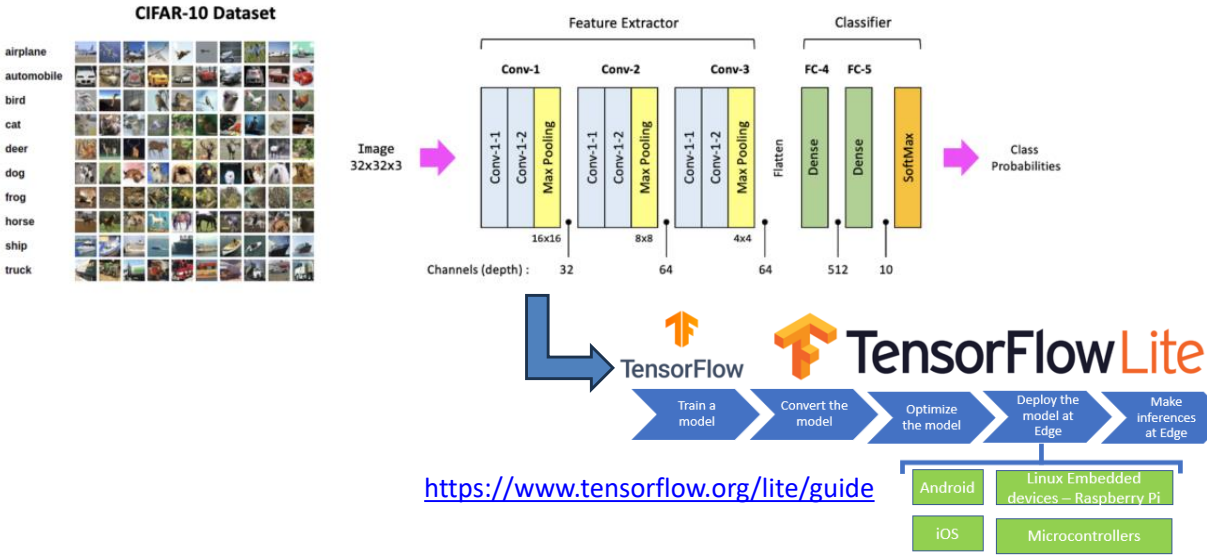 CIFAR-10 Dataset
airplane
automobile
bird
cat
deer
dog
frog
horse
ship
truck
Image
32x32x3
Feature Extractor
Classifier
Conv-1
Conv-2
Conv-3
FC-4
FC-5
Conv-1-1
Conv-1-2
Max Pooling
Conv-1-1
Conv-1-2
Max Pooling
Conv-1-1
Conv-1-2
Max Pooling
Flatten
Dense
Dense
SoftMax
Class
Probabilities
16x16
8x8
4x4
Channels (depth) :
32
64
64
512
10
TensorFlow
TensorFlow Lite
Train a
model
Convert the
model
Optimize
the model
Deploy the
model at
Edge
Make
inferences
at Edge
https://www.tensorflow.org/lite/guide
Android
Linux Embedded
devices – Raspberry Pi
iOS
Microcontrollers